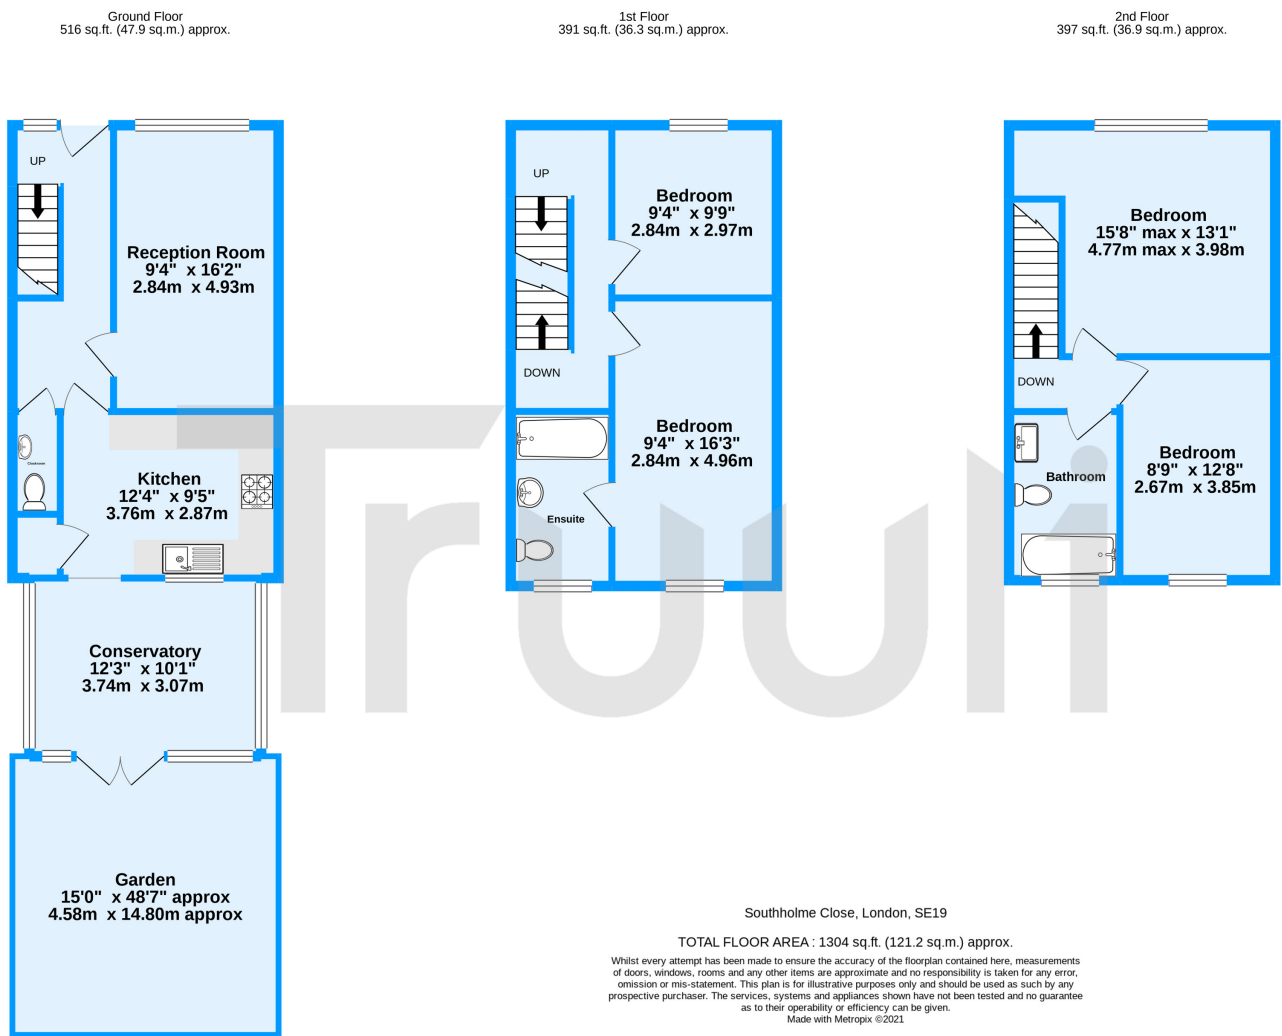 Ground Floor
516 sq.ft. (47.9 sq.m.) approx.
1st Floor
391 sq.ft. (36.3 sq.m.) approx.
2nd Floor
397 sq.ft. (36.9 sq.m.) approx.
UP
Reception Room
9'4" x 16'2"
2.84m x 4.93m
Cloakroom
Kitchen
12'4" x 9'5"
3.76m x 2.87m
Conservatory
12'3" x 10'1"
3.74m x 3.07m
Garden
15'0" x 48'7" approx
4.58m x 14.80m approx
UP
DOWN
Bedroom
9'4" x 9'9"
2.84m x 2.97m
Bedroom
9'4" x 16'3"
2.84m x 4.96m
Ensuite
Bedroom
15'8" max x 13'1"
4.77m max x 3.98m
DOWN
Bathroom
Bedroom
8'9" x 12'8"
2.67m x 3.85m
Truuli
Southholme Close, London, SE19
TOTAL FLOOR AREA : 1304 sq.ft. (121.2 sq.m.) approx.
Whilst every attempt has been made to ensure the accuracy of the floorplan contained here, measurements
of doors, windows, rooms and any other items are approximate and no responsibility is taken for any error,
omission or mis-statement. This plan is for illustrative purposes only and should be used as such by any
prospective purchaser. The services, systems and appliances shown have not been tested and no guarantee
as to their operability or efficiency can be given.
Made with Metropix ©2021